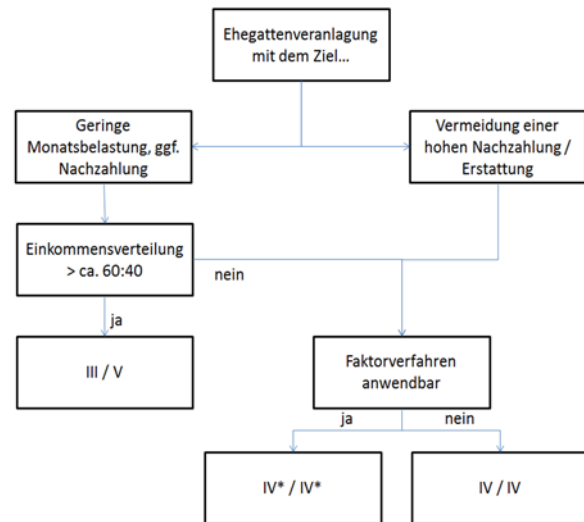 Ehegattenveranlagung
mit dem Ziel...
Geringe
Monatsbelastung, ggf.
Nachzahlung
Vermeidung einer
hohen Nachzahlung /
Erstattung
Einkommensverteilung
> ca. 60:40
nein
ja
III / V
Faktorverfahren
anwendbar
ja
nein
IV* / IV*
IV / IV